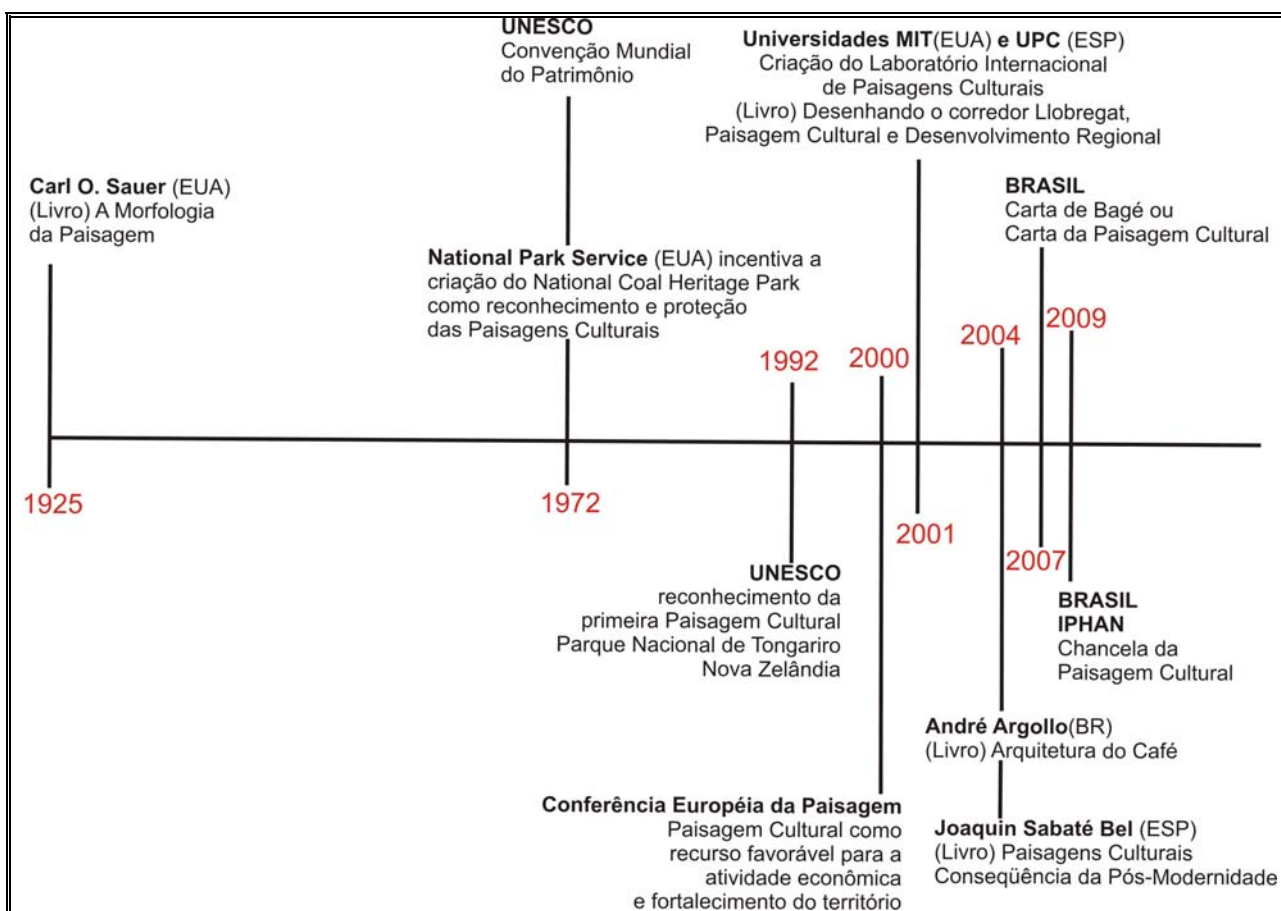 UNESCO
Convenção Mundial
do Patrimônio
Universidades MIT(EUA) e UPC (ESP)
Criação do Laboratório Internacional
de Paisagens Culturais
(Livro) Desenhando o corredor Llobregat,
Paisagem Cultural e Desenvolvimento Regional
Carl O. Sauer (EUA)
(Livro) A Morfologia
da Paisagem
BRASIL
Carta de Bagé ou
Carta da Paisagem Cultural
National Park Service (EUA) incentiva a
criação do National Coal Heritage Park
como reconhecimento e proteção
das Paisagens Culturais
1992
2000
2004
2009
1925
1972
2001
2007
UNESCO
reconhecimento da
primeira Paisagem Cultural
Parque Nacional de Tongariro
Nova Zelândia
BRASIL
IPHAN
Chancela da
Paisagem Cultural
André Argollo(BR)
(Livro) Arquitetura do Café
Conferência Européia da Paisagem
Paisagem Cultural como
recurso favorável para a
atividade econômica
e fortalecimento do território
Joaquin Sabaté Bel (ESP)
(Livro) Paisagens Culturais
Conseqüência da Pós-Modernidade